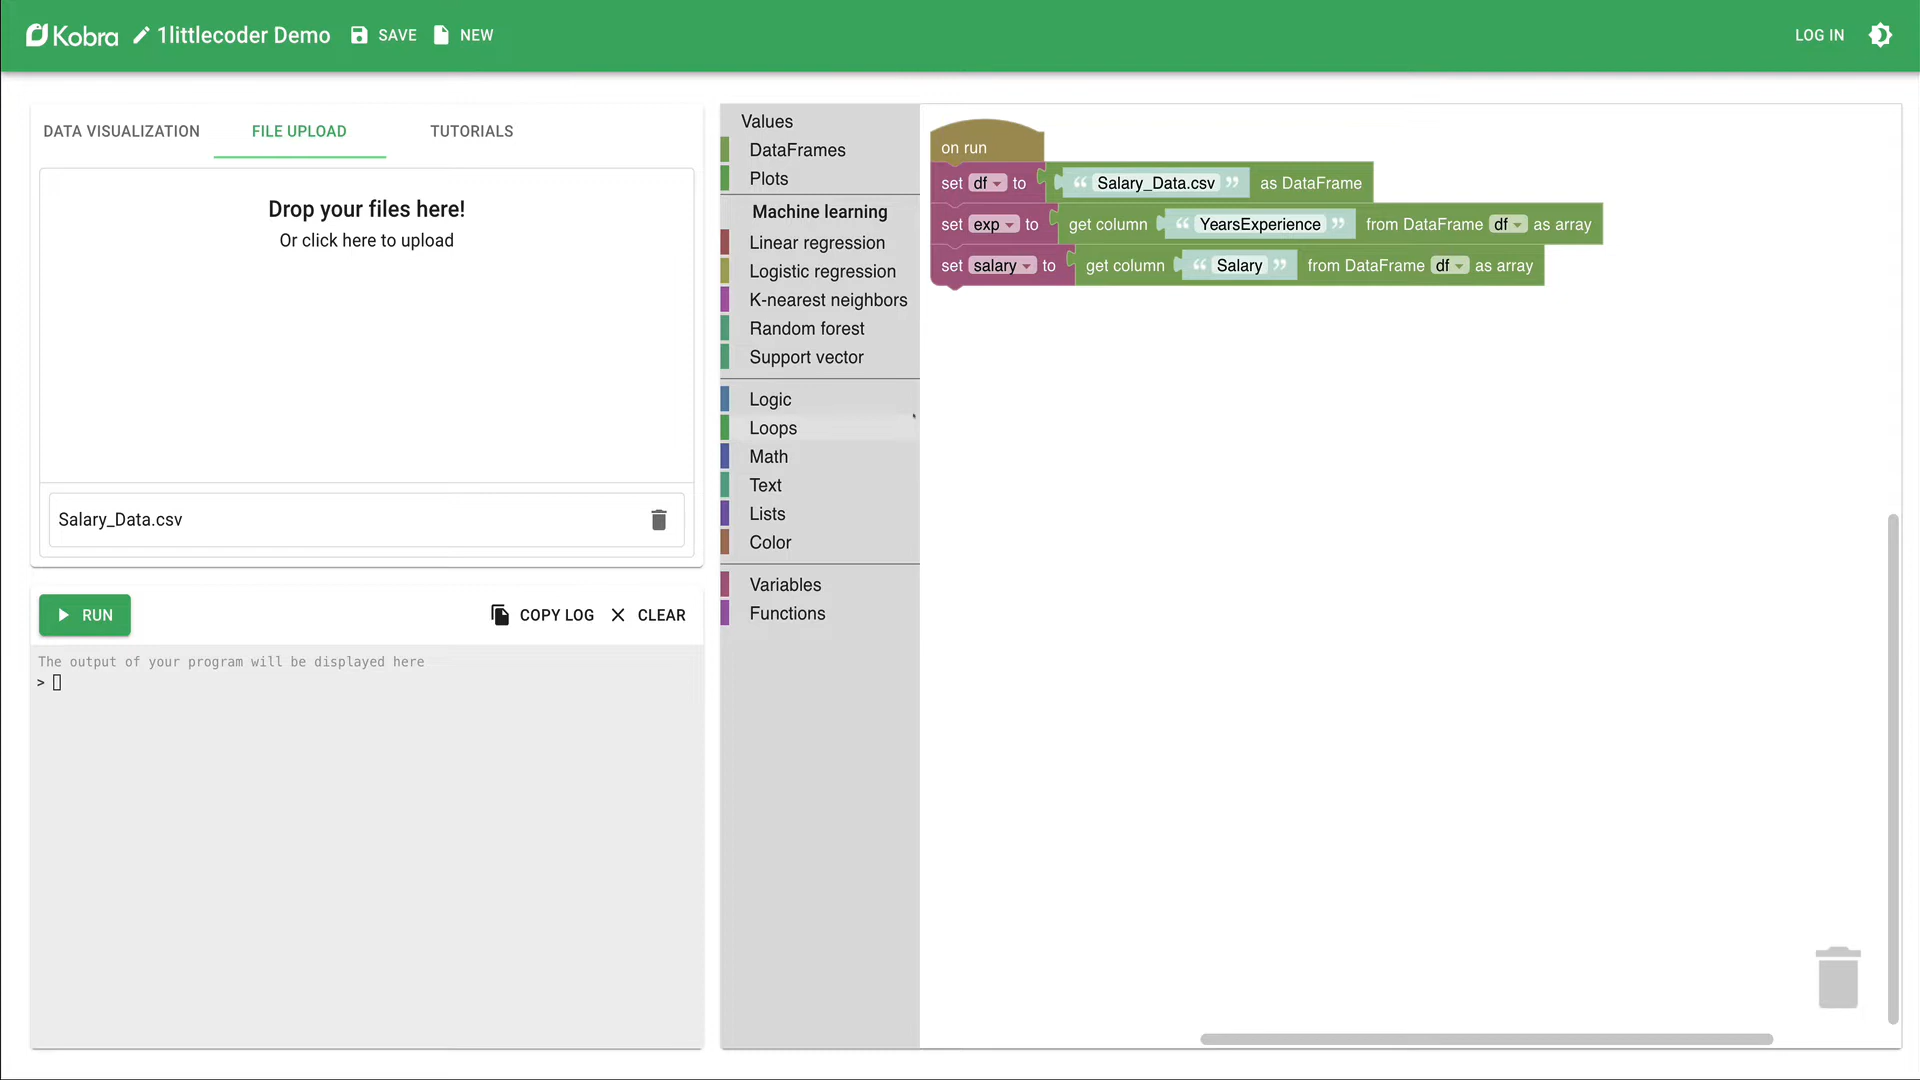 Kobra 1littlecoder Demo SAVE NEW LOG IN
DATA VISUALIZATION FILE UPLOAD TUTORIALS
Drop your files here!
Or click here to upload
Salary_Data.csv
RUN COPY LOG CLEAR
The output of your program will be displayed here
>
Values
DataFrames
Plots
Machine learning
Linear regression
Logistic regression
K-nearest neighbors
Random forest
Support vector
Logic
Loops
Math
Text
Lists
Color
Variables
Functions
on run
set df to “ Salary_Data.csv ” as DataFrame
set exp to get column “ YearsExperience ” from DataFrame df as array
set salary to get column “ Salary ” from DataFrame df as array